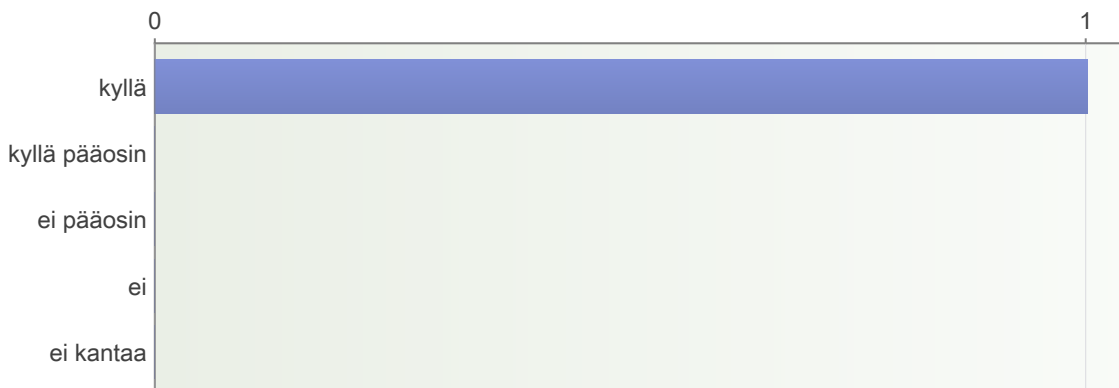 0 1
kyllä
kyllä pääosin
ei pääosin
ei
ei kantaa